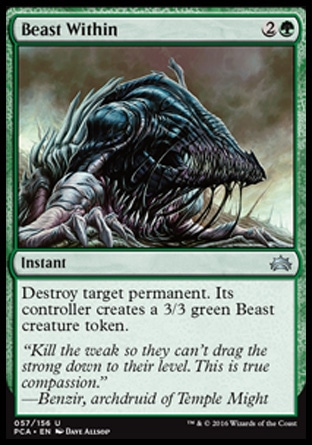 Beast Within 2
Instant
Destroy target permanent. Its
controller creates a 3/3 green Beast
creature token.
"Kill the weak so they can't drag the
strong down to their level. This is true
compassion."
—Benzir, archdruid of Temple Might
057/156 U
PCA • EN Dave Allsop ™ & © 2016 Wizards of the Coast